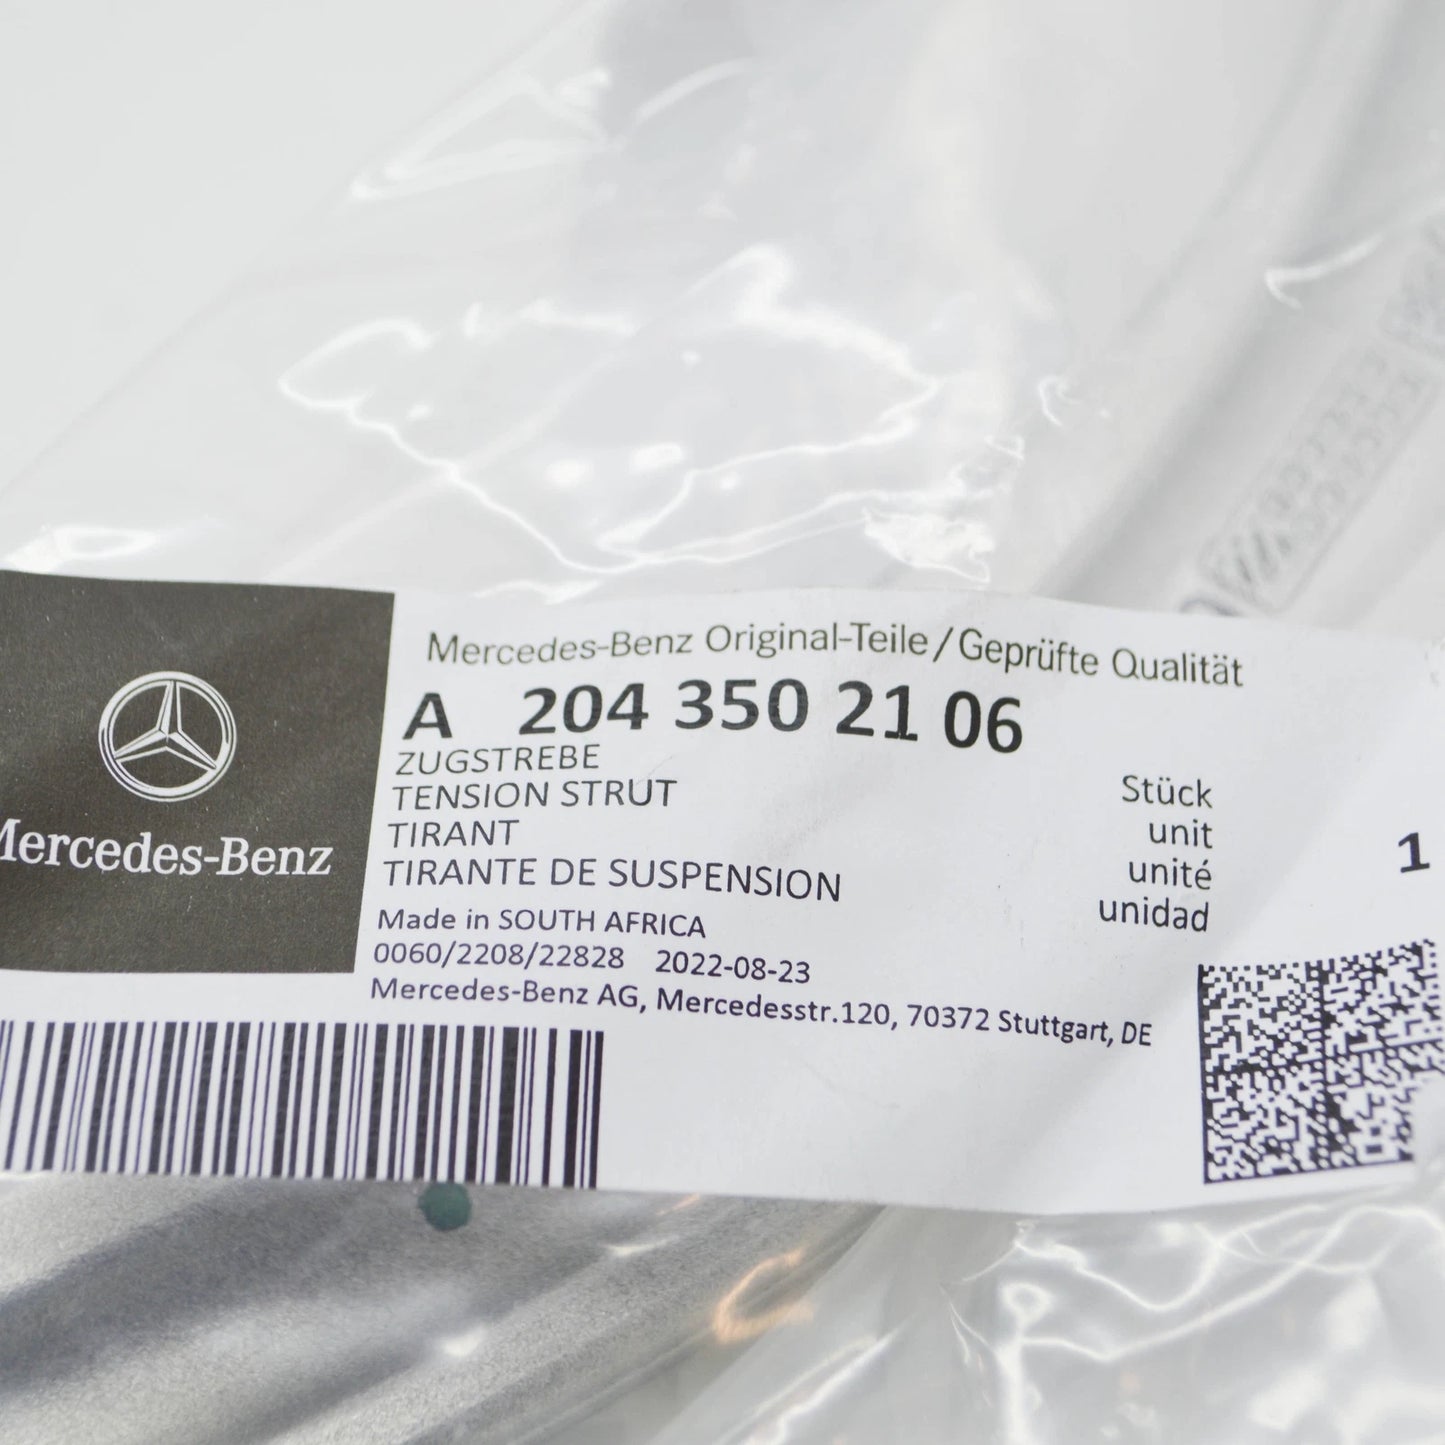 Mercedes-Benz
Mercedes-Benz Original-Teile/Geprüfte Qualität
A 204 350 21 06
ZUGSTREBE
TENSION STRUT
TIRANT
TIRANTE DE SUSPENSION
Stück
unit
unité
unidad
1
Made in SOUTH AFRICA
0060/2208/22828 2022-08-23
Mercedes-Benz AG, Mercedesstr.120, 70372 Stuttgart, DE